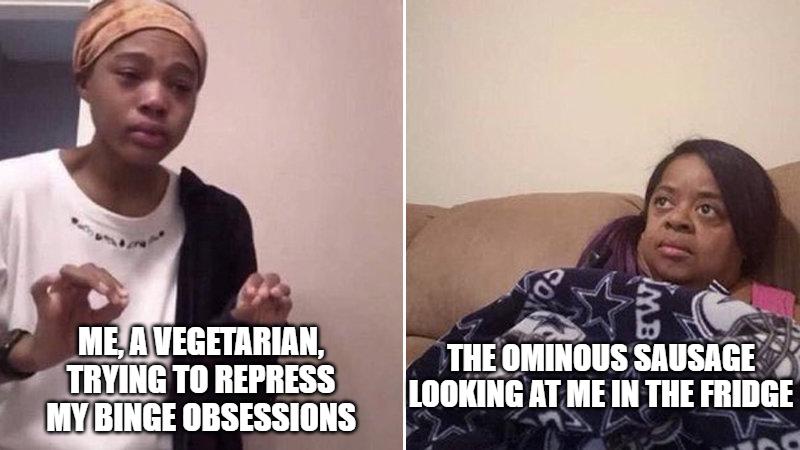 ME, A VEGETARIAN,
TRYING TO REPRESS
MY BINGE OBSESSIONS
THE OMINOUS SAUSAGE
LOOKING AT ME IN THE FRIDGE